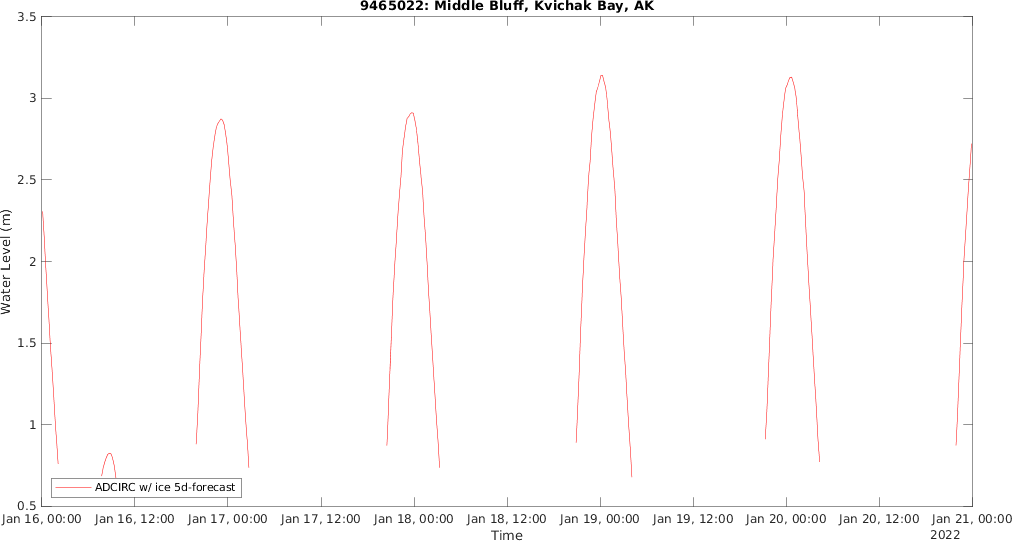 9465022: Middle Bluff, Kvichak Bay, AK
3.5
3
2.5
2
1.5
1
0.5
Water Level (m)
ADCIRC w/ ice 5d-forecast
Jan 16, 00:00 Jan 16, 12:00 Jan 17, 00:00 Jan 17, 12:00 Jan 18, 00:00 Jan 18, 12:00 Jan 19, 00:00 Jan 19, 12:00 Jan 20, 00:00 Jan 20, 12:00 Jan 21, 00:00
Time
2022